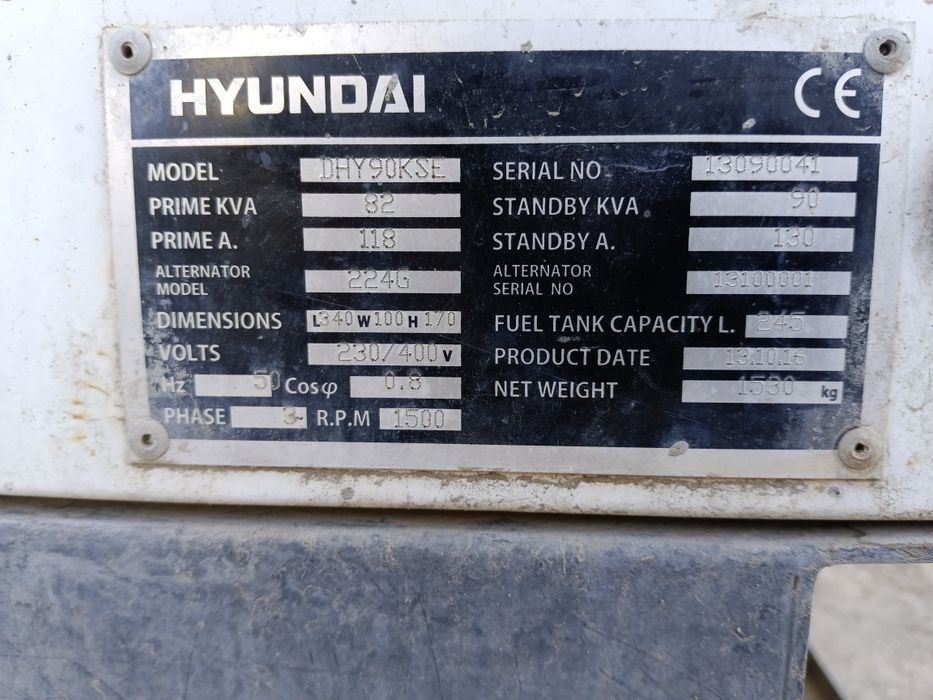 HYUNDAI CE
MODEL DHY90KSE SERIAL NO 13090041
PRIME KVA 82 STANDBY KVA 90
PRIME A. 118 STANDBY A. 130
ALTERNATOR MODEL 224G ALTERNATOR SERIAL NO 13100001
DIMENSIONS L340 W100 H170 FUEL TANK CAPACITY L. 245
VOLTS 230/400 V PRODUCT DATE 13.10.16
Hz 50 Cosφ 0.8 NET WEIGHT 1530 kg
PHASE 3~ R.P.M 1500